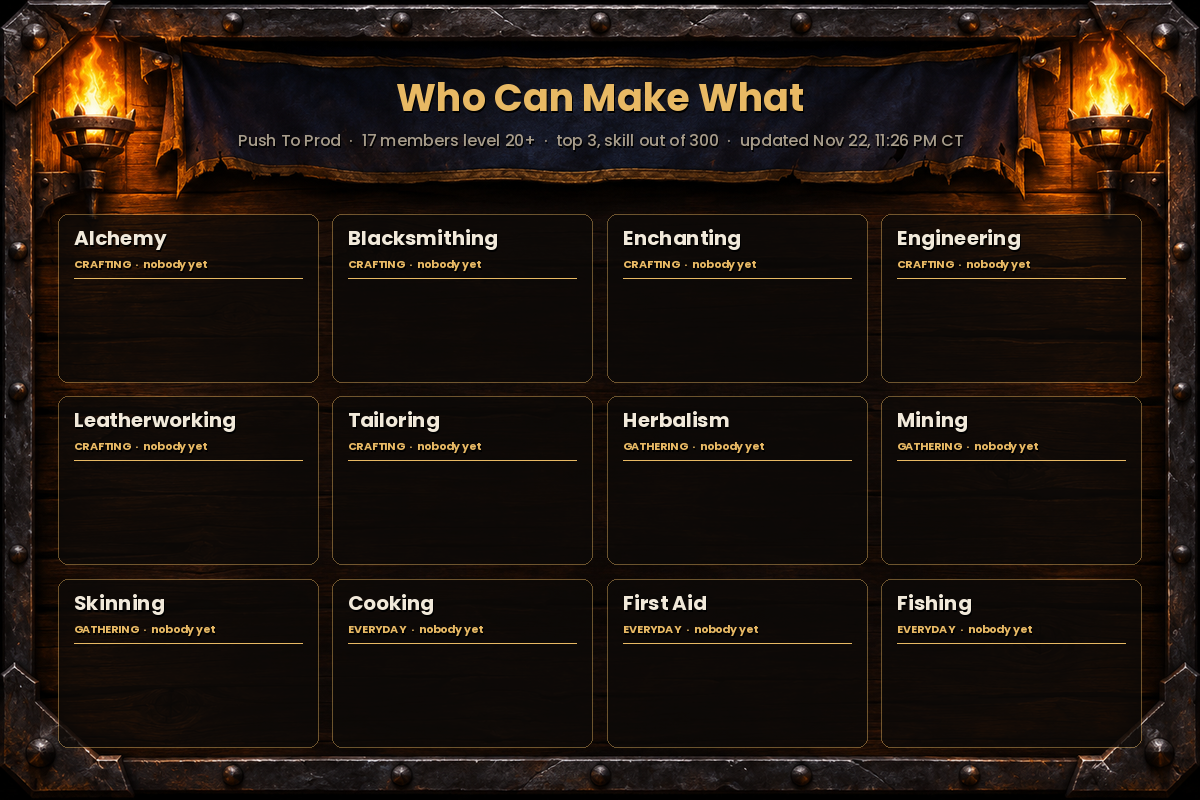 Who Can Make What
Push To Prod · 17 members level 20+ · top 3, skill out of 300 · updated Nov 22, 11:26 PM CT
Alchemy
CRAFTING · nobody yet
Blacksmithing
CRAFTING · nobody yet
Enchanting
CRAFTING · nobody yet
Engineering
CRAFTING · nobody yet
Leatherworking
CRAFTING · nobody yet
Tailoring
CRAFTING · nobody yet
Herbalism
GATHERING · nobody yet
Mining
GATHERING · nobody yet
Skinning
GATHERING · nobody yet
Cooking
EVERYDAY · nobody yet
First Aid
EVERYDAY · nobody yet
Fishing
EVERYDAY · nobody yet